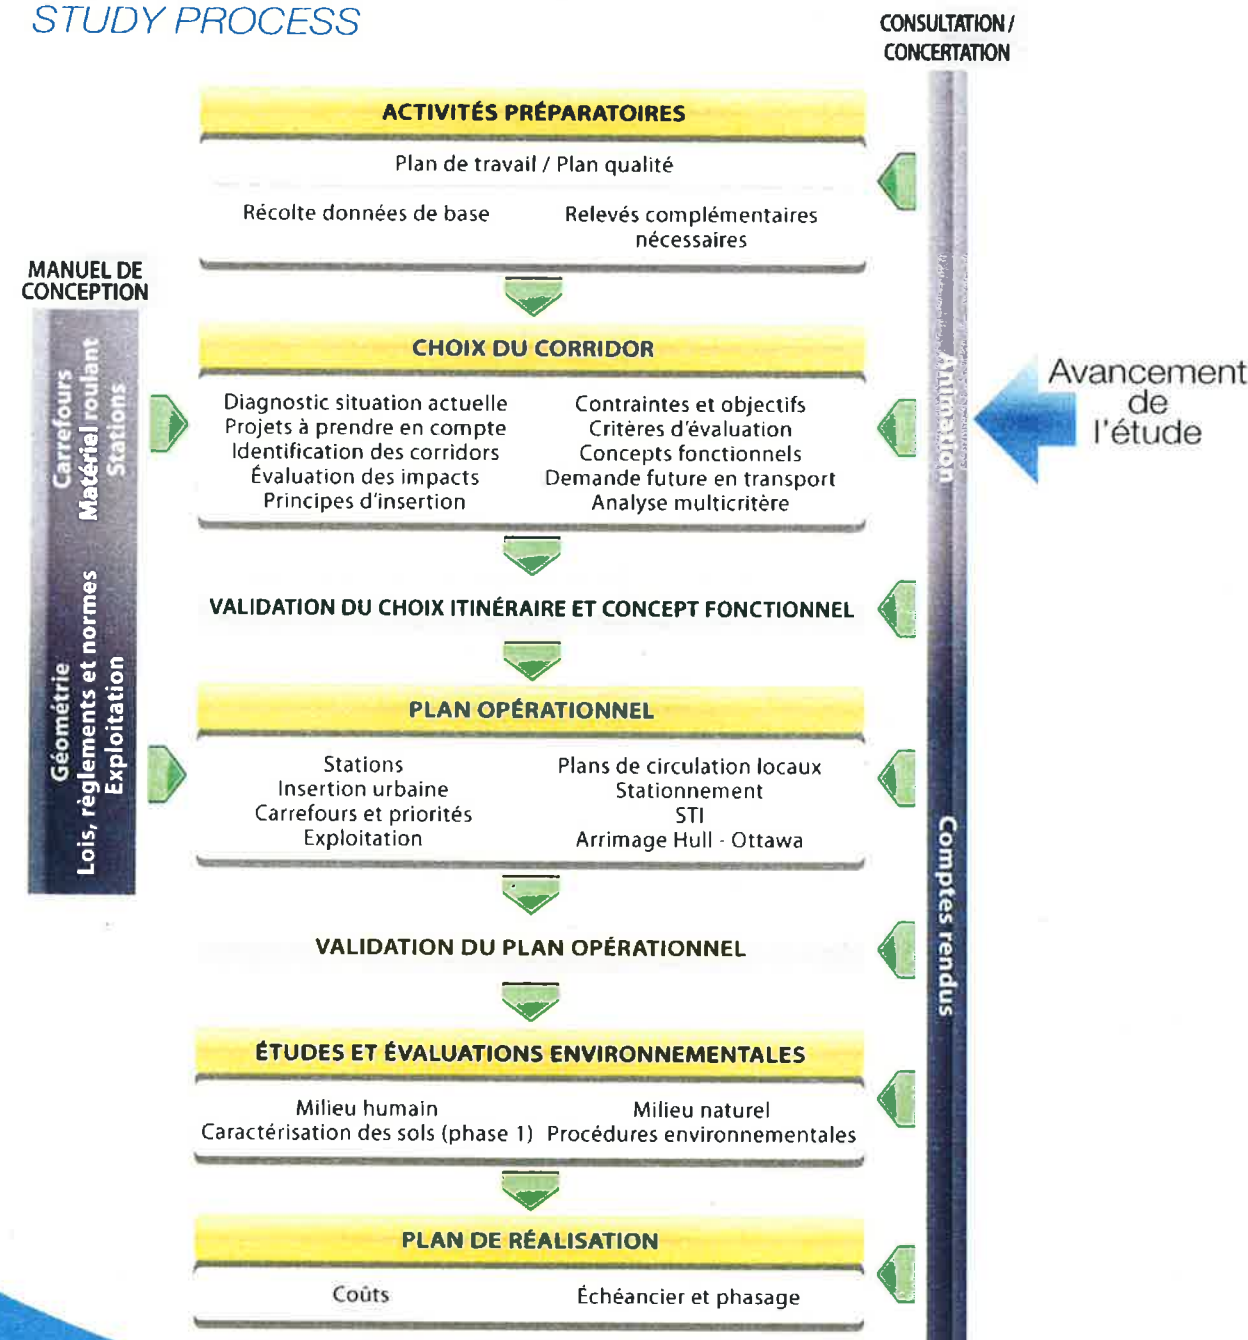 STUDY PROCESS
CONSULTATION /
CONCERTATION
ACTIVITÉS PRÉPARATOIRES
Plan de travail / Plan qualité
Récolte données de base
Relevés complémentaires
nécessaires
MANUEL DE
CONCEPTION
Carrefours
Matériel roulant
Stations
Géométrie
Lois, règlements et normes
Exploitation
CHOIX DU CORRIDOR
Diagnostic situation actuelle
Projets à prendre en compte
Identification des corridors
Évaluation des impacts
Principes d'insertion
Contraintes et objectifs
Critères d'évaluation
Concepts fonctionnels
Demande future en transport
Analyse multicritère
Animation
Avancement
de
l'étude
VALIDATION DU CHOIX ITINÉRAIRE ET CONCEPT FONCTIONNEL
PLAN OPÉRATIONNEL
Stations
Insertion urbaine
Carrefours et priorités
Exploitation
Plans de circulation locaux
Stationnement
STI
Arrimage Hull - Ottawa
Comptes rendus
VALIDATION DU PLAN OPÉRATIONNEL
ÉTUDES ET ÉVALUATIONS ENVIRONNEMENTALES
Milieu humain
Caractérisation des sols (phase 1)
Milieu naturel
Procédures environnementales
PLAN DE RÉALISATION
Coûts
Échéancier et phasage